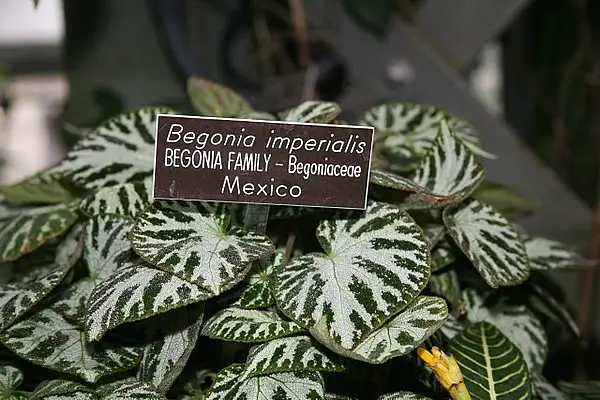 Begonia imperialis
BEGONIA FAMILY - Begoniaceae
Mexico